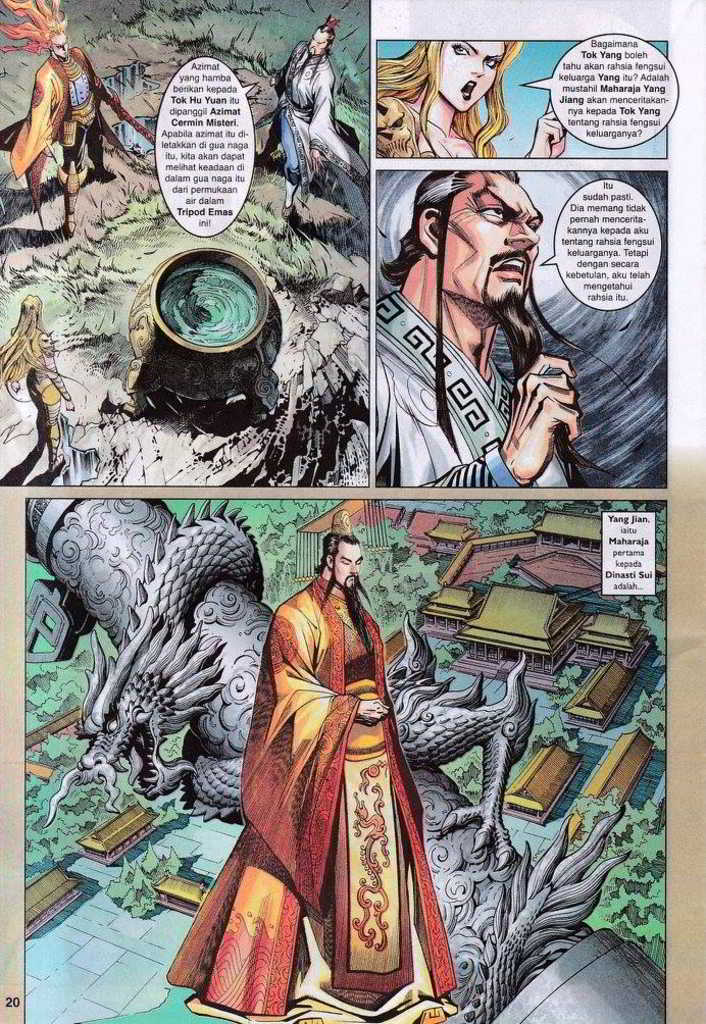 Azimat
yang hamba
berikan kepada
Tok Hu Yuan itu
dipanggil Azimat
Cermin Misteri.
Apabila azimat itu di-
letakkan di gua naga
itu, kita akan dapat
melihat keadaan di
dalam gua naga itu
dari permukaan
air dalam
Tripod Emas
ini!
Bagaimana
Tok Yang boleh
tahu akan rahsia fengsui
keluarga Yang itu? Adalah
mustahil Maharaja Yang
Jiang akan menceritakan-
nya kepada Tok Yang
tentang rahsia fengsui
keluarganya?
Itu
sudah pasti.
Dia memang tidak
pernah mencerita-
kannya kepada aku
tentang rahsia fengsui
keluarganya. Tetapi
dengan secara
kebetulan, aku telah
mengetahui
rahsia itu.
Yang Jian,
iaitu
Maharaja
pertama
kepada
Dinasti Sui
adalah...
20